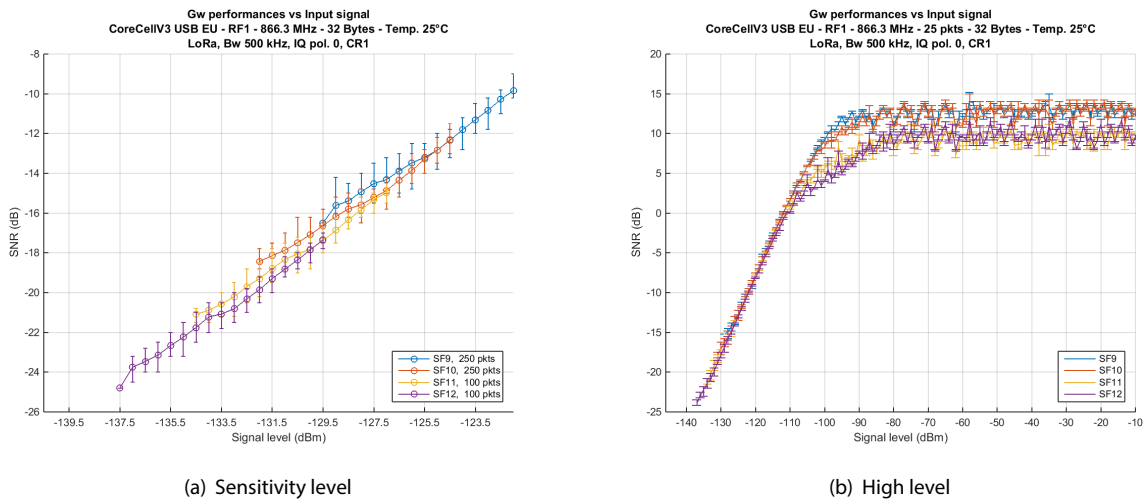 Gw performances vs Input signal
CoreCellV3 USB EU - RF1 - 866.3 MHz - 32 Bytes - Temp. 25°C
LoRa, Bw 500 kHz, IQ pol. 0, CR1
-8
-10
-12
-14
-16
-18
-20
-22
-24
-26
SNR (dB)
-139.5
-137.5
-135.5
-133.5
-131.5
-129.5
-127.5
-125.5
-123.5
Signal level (dBm)
SF9, 250 pkts
SF10, 250 pkts
SF11, 100 pkts
SF12, 100 pkts
(a) Sensitivity level
Gw performances vs Input signal
CoreCellV3 USB EU - RF1 - 866.3 MHz - 25 pkts - 32 Bytes - Temp. 25°C
LoRa, Bw 500 kHz, IQ pol. 0, CR1
20
15
10
5
0
-5
-10
-15
-20
-25
SNR (dB)
-140
-130
-120
-110
-100
-90
-80
-70
-60
-50
-40
-30
-20
-10
Signal level (dBm)
SF9
SF10
SF11
SF12
(b) High level